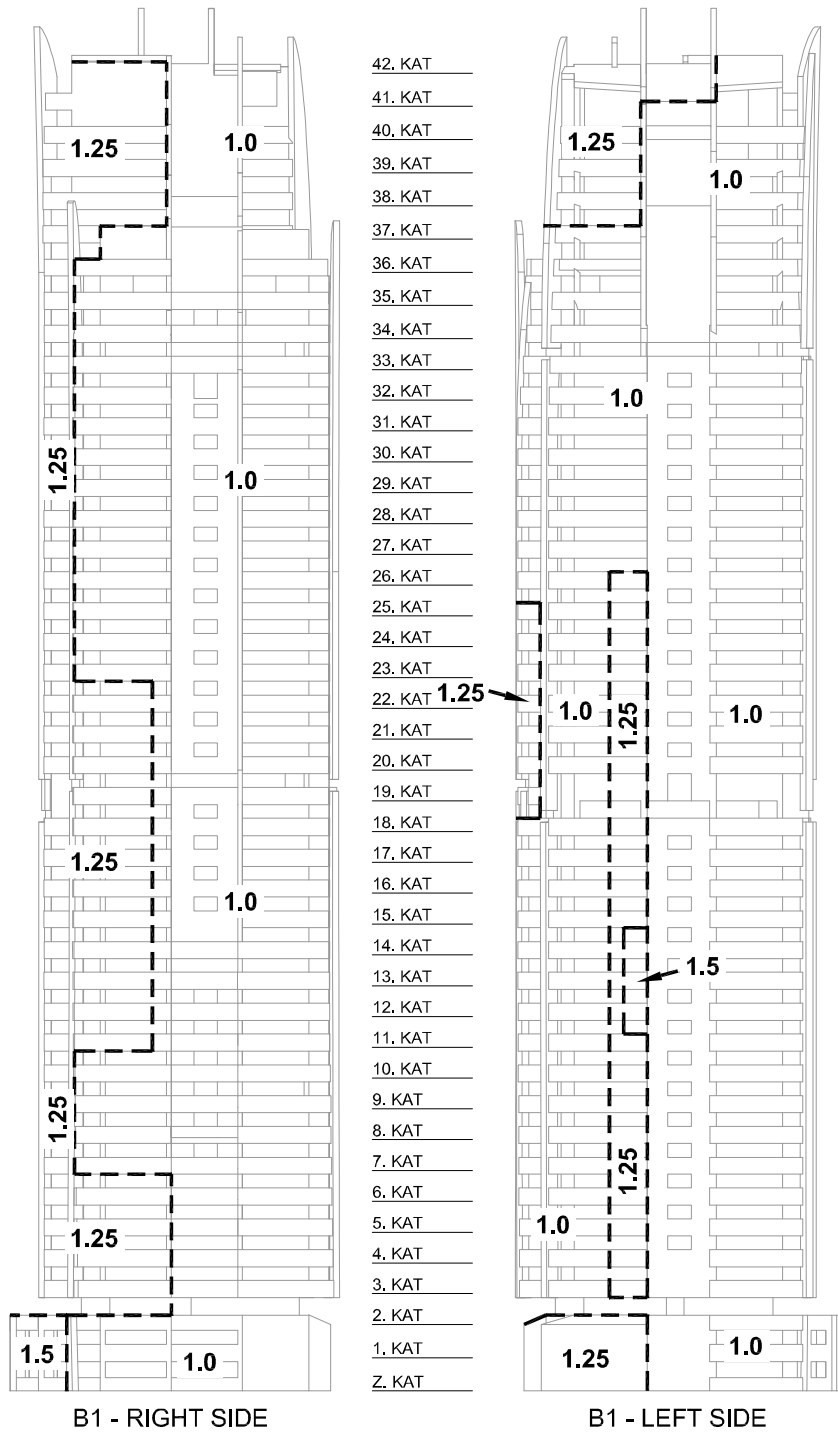 42. KAT
41. KAT
40. KAT
39. KAT
38. KAT
37. KAT
36. KAT
35. KAT
34. KAT
33. KAT
32. KAT
31. KAT
30. KAT
29. KAT
28. KAT
27. KAT
26. KAT
25. KAT
24. KAT
23. KAT
22. KAT
21. KAT
20. KAT
19. KAT
18. KAT
17. KAT
16. KAT
15. KAT
14. KAT
13. KAT
12. KAT
11. KAT
10. KAT
9. KAT
8. KAT
7. KAT
6. KAT
5. KAT
4. KAT
3. KAT
2. KAT
1. KAT
Z. KAT
1.25
1.0
1.25
1.0
1.25
1.0
1.25
1.25
1.5
1.0
B1 - RIGHT SIDE
1.25
1.0
1.0
1.25
1.0
1.25
1.0
1.5
1.25
1.0
1.25
1.0
B1 - LEFT SIDE